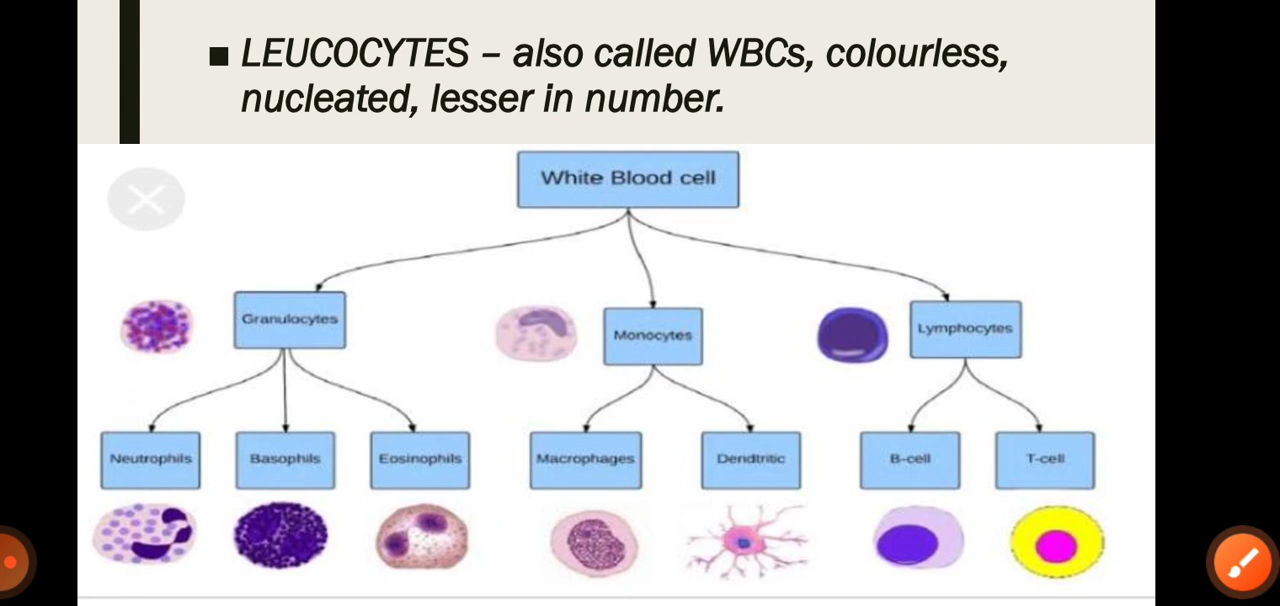 ■ LEUCOCYTES – also called WBCs, colourless,
nucleated, lesser in number.
White Blood cell
Granulocytes
Monocytes
Lymphocytes
Neutrophils
Basophils
Eosinophils
Macrophages
Dendtritic
B-cell
T-cell